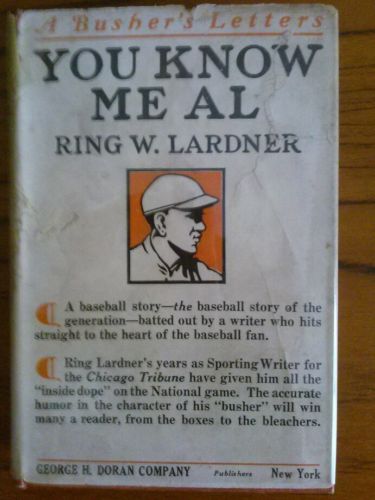 A Busher's Letters
YOU KNOW
ME AL
RING W. LARDNER
A baseball story—the baseball story of the
generation—batted out by a writer who hits
straight to the heart of the baseball fan.
Ring Lardner's years as Sporting Writer for
the Chicago Tribune have given him all the
"inside dope" on the National game. The accurate
humor in the character of his "busher" will win
many a reader, from the boxes to the bleachers.
GEORGE H. DORAN COMPANY Publishers New York